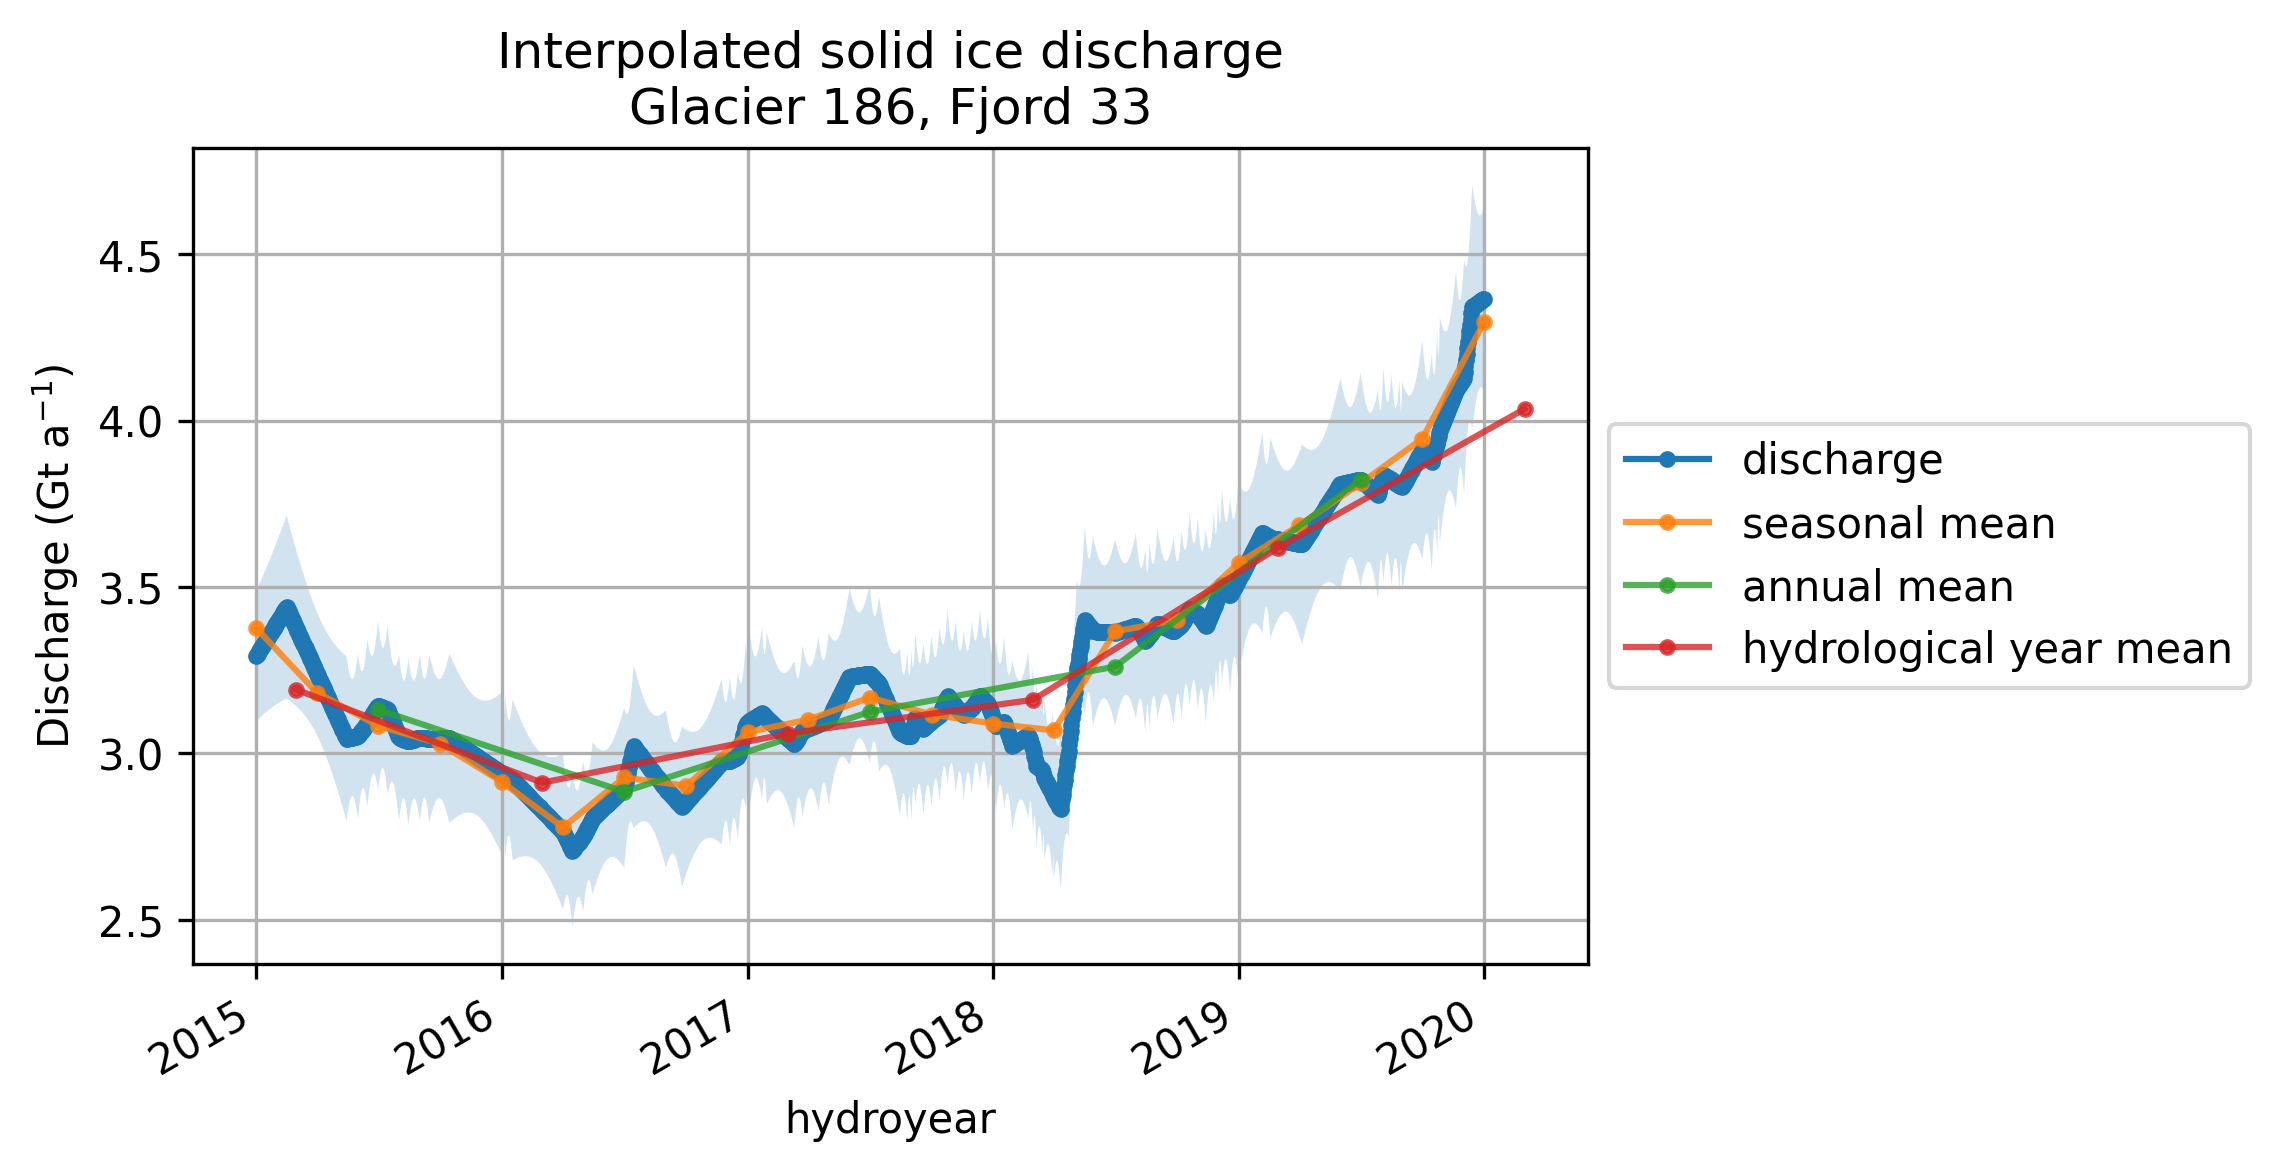 Interpolated solid ice discharge
Glacier 186, Fjord 33
Discharge (Gt a⁻¹)
4.5
4.0
3.5
3.0
2.5
2015
2016
2017
2018
2019
2020
hydroyear
discharge
seasonal mean
annual mean
hydrological year mean